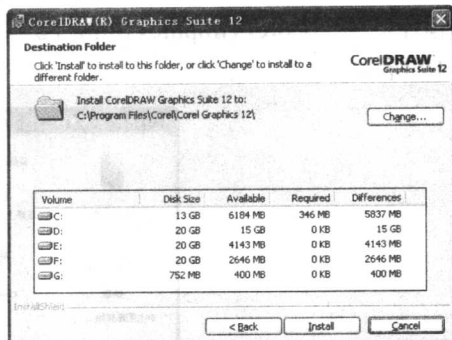 CorelDRAW(R) Graphics Suite 12
Destination Folder
Click 'Install' to install to this folder, or click 'Change' to install to a
different folder.
CorelDRAW
Graphics Suite 12
Install CorelDRAW Graphics Suite 12 to:
C:\Program Files\Corel\Corel Graphics 12\
Change...
Volume Disk Size Available Required Differences
C: 13 GB 6184 MB 346 MB 5837 MB
D: 20 GB 15 GB 0 KB 15 GB
E: 20 GB 4143 MB 0 KB 4143 MB
F: 20 GB 2646 MB 0 KB 2646 MB
G: 752 MB 400 MB 0 KB 400 MB
InstallShield
< Back Install Cancel